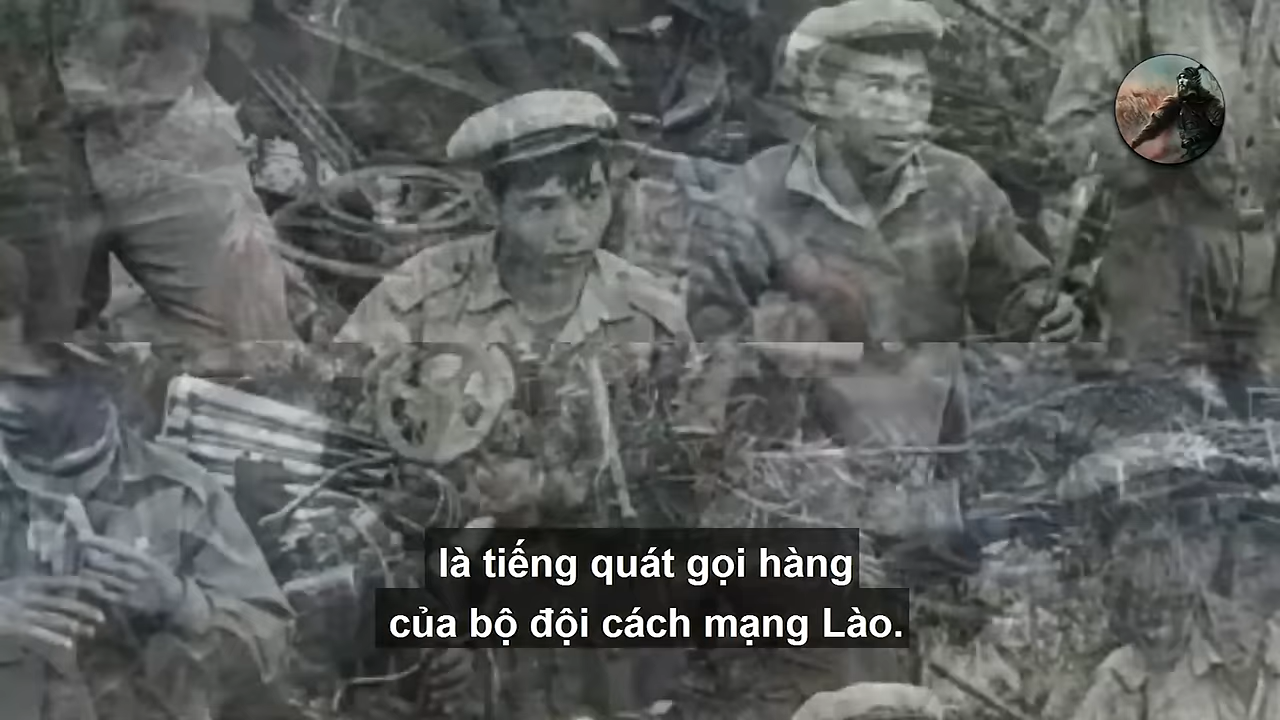 là tiếng quát gọi hàng
của bộ đội cách mạng Lào.